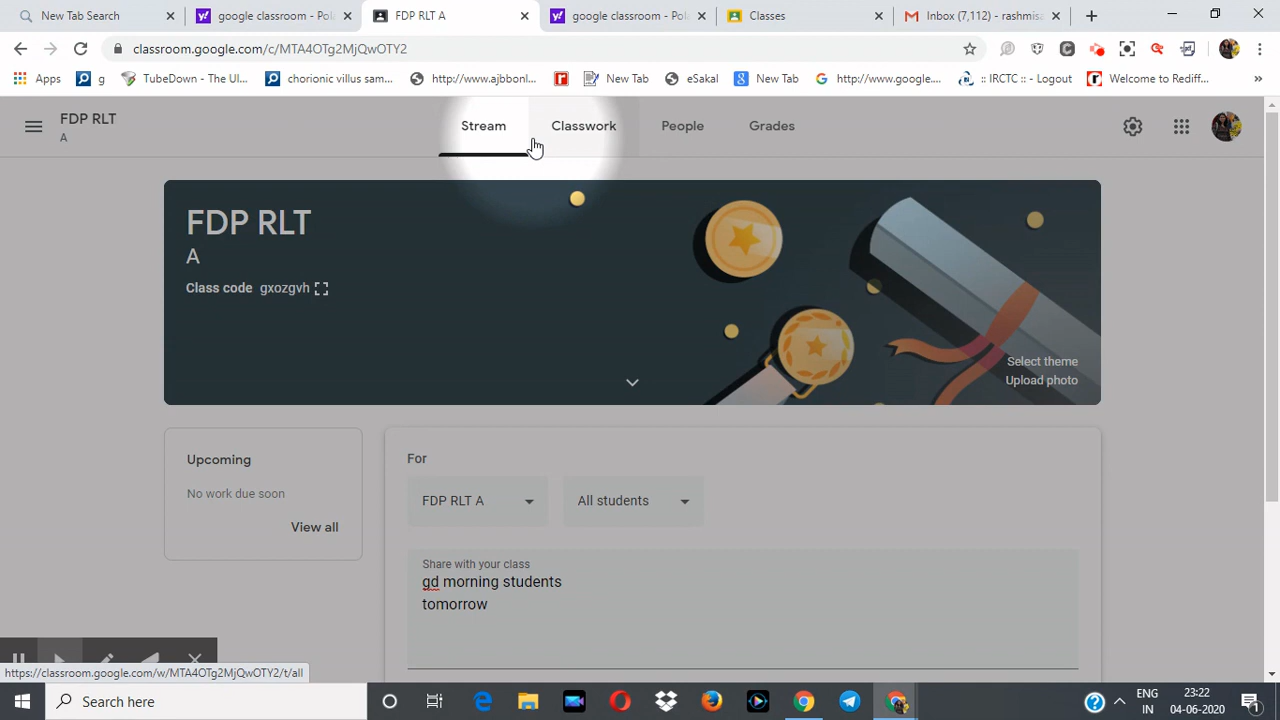 New Tab Search
google classroom - Pol
FDP RLT A
google classroom - Pol
Classes
Inbox (7,112) - rashmisa
classroom.google.com/c/MTA4OTg2MjQwOTY2
Apps
g
TubeDown - The Ul...
chorionic villus sam...
http://www.ajbbonl...
New Tab
eSakal
New Tab
http://www.google....
:: IRCTC :: - Logout
Welcome to Rediff...
»
FDP RLT
A
Stream
Classwork
People
Grades
FDP RLT
A
Class code gxozgvh
Select theme
Upload photo
Upcoming
No work due soon
View all
For
FDP RLT A
All students
Share with your class
gd morning students
tomorrow
https://classroom.google.com/w/MTA4OTg2MjQwOTY2/t/all
Search here
ENG
IN
23:22
04-06-2020
1